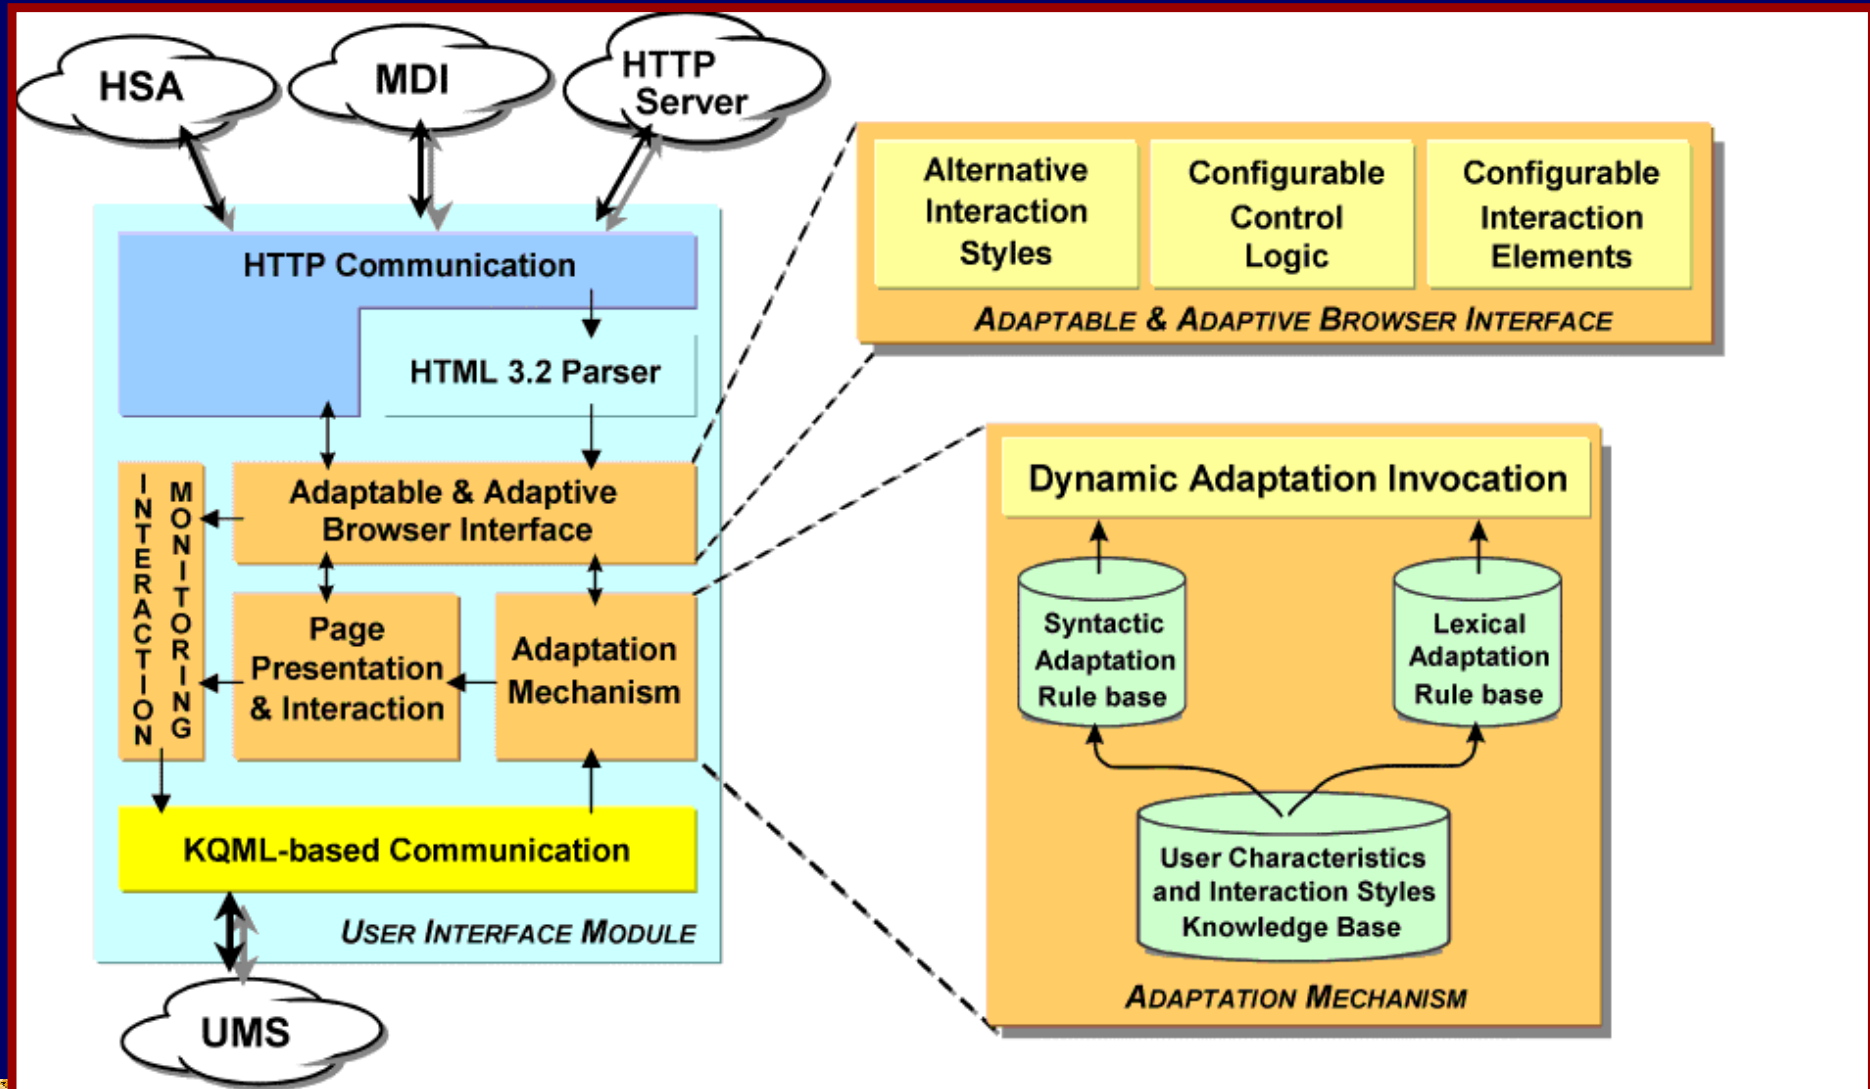 HSA
MDI
HTTP
Server
HTTP Communication
HTML 3.2 Parser
INTERACTION
MONITORING
Adaptable & Adaptive
Browser Interface
Page
Presentation
& Interaction
Adaptation
Mechanism
KQML-based Communication
USER INTERFACE MODULE
UMS
Alternative
Interaction
Styles
Configurable
Control
Logic
Configurable
Interaction
Elements
ADAPTABLE & ADAPTIVE BROWSER INTERFACE
Dynamic Adaptation Invocation
Syntactic
Adaptation
Rule base
Lexical
Adaptation
Rule base
User Characteristics
and Interaction Styles
Knowledge Base
ADAPTATION MECHANISM